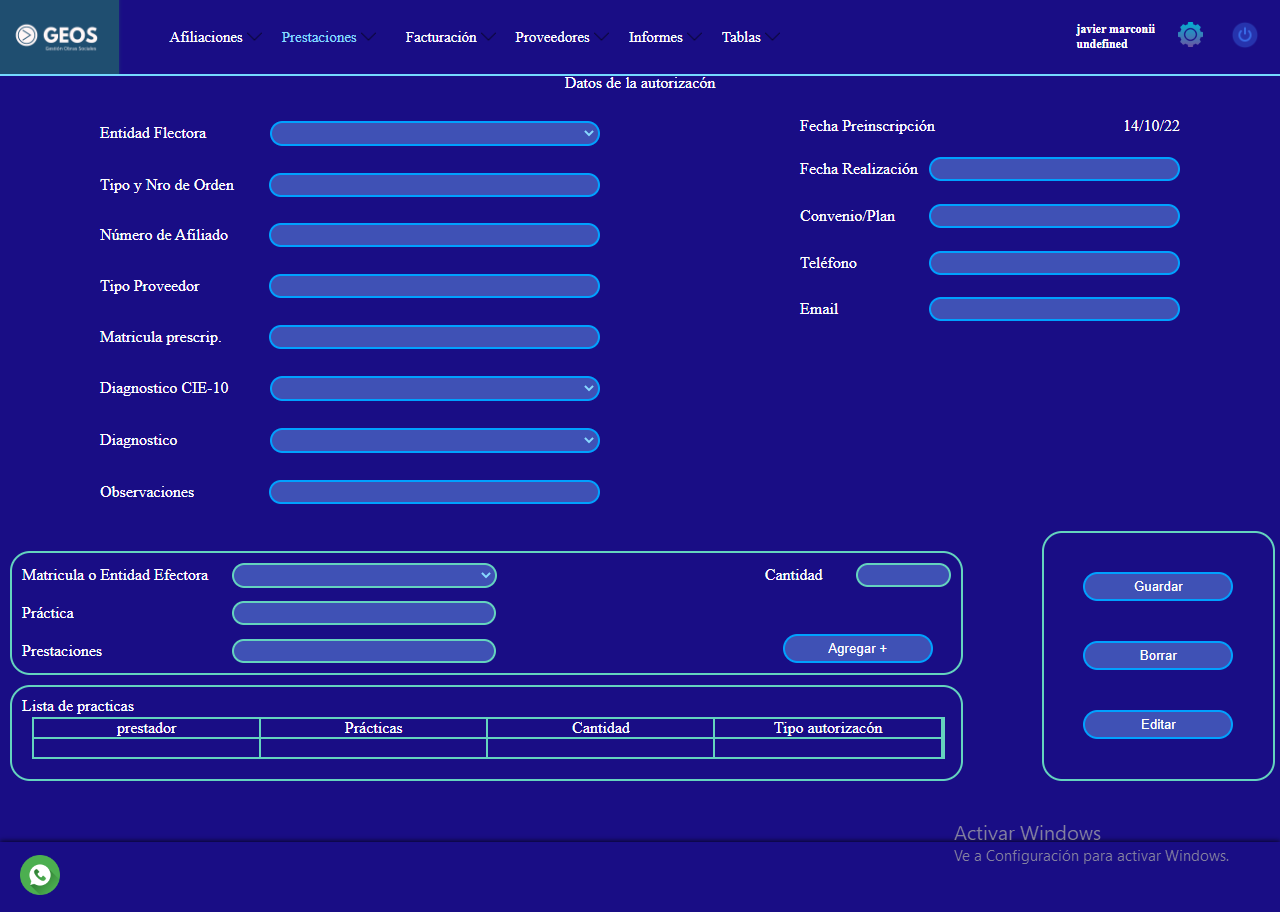 GEOS
Gestión Obras Sociales
Afiliaciones
Prestaciones
Facturación
Proveedores
Informes
Tablas
javier marconii
undefined
Datos de la autorizacón
Entidad Flectora
Tipo y Nro de Orden
Número de Afiliado
Tipo Proveedor
Matricula prescrip.
Diagnostico CIE-10
Diagnostico
Observaciones
Fecha Preinscripción 14/10/22
Fecha Realización
Convenio/Plan
Teléfono
Email
Matricula o Entidad Efectora
Cantidad
Práctica
Prestaciones
Agregar +
Guardar
Borrar
Editar
Lista de practicas
prestador Prácticas Cantidad Tipo autorizacón
Activar Windows
Ve a Configuración para activar Windows.